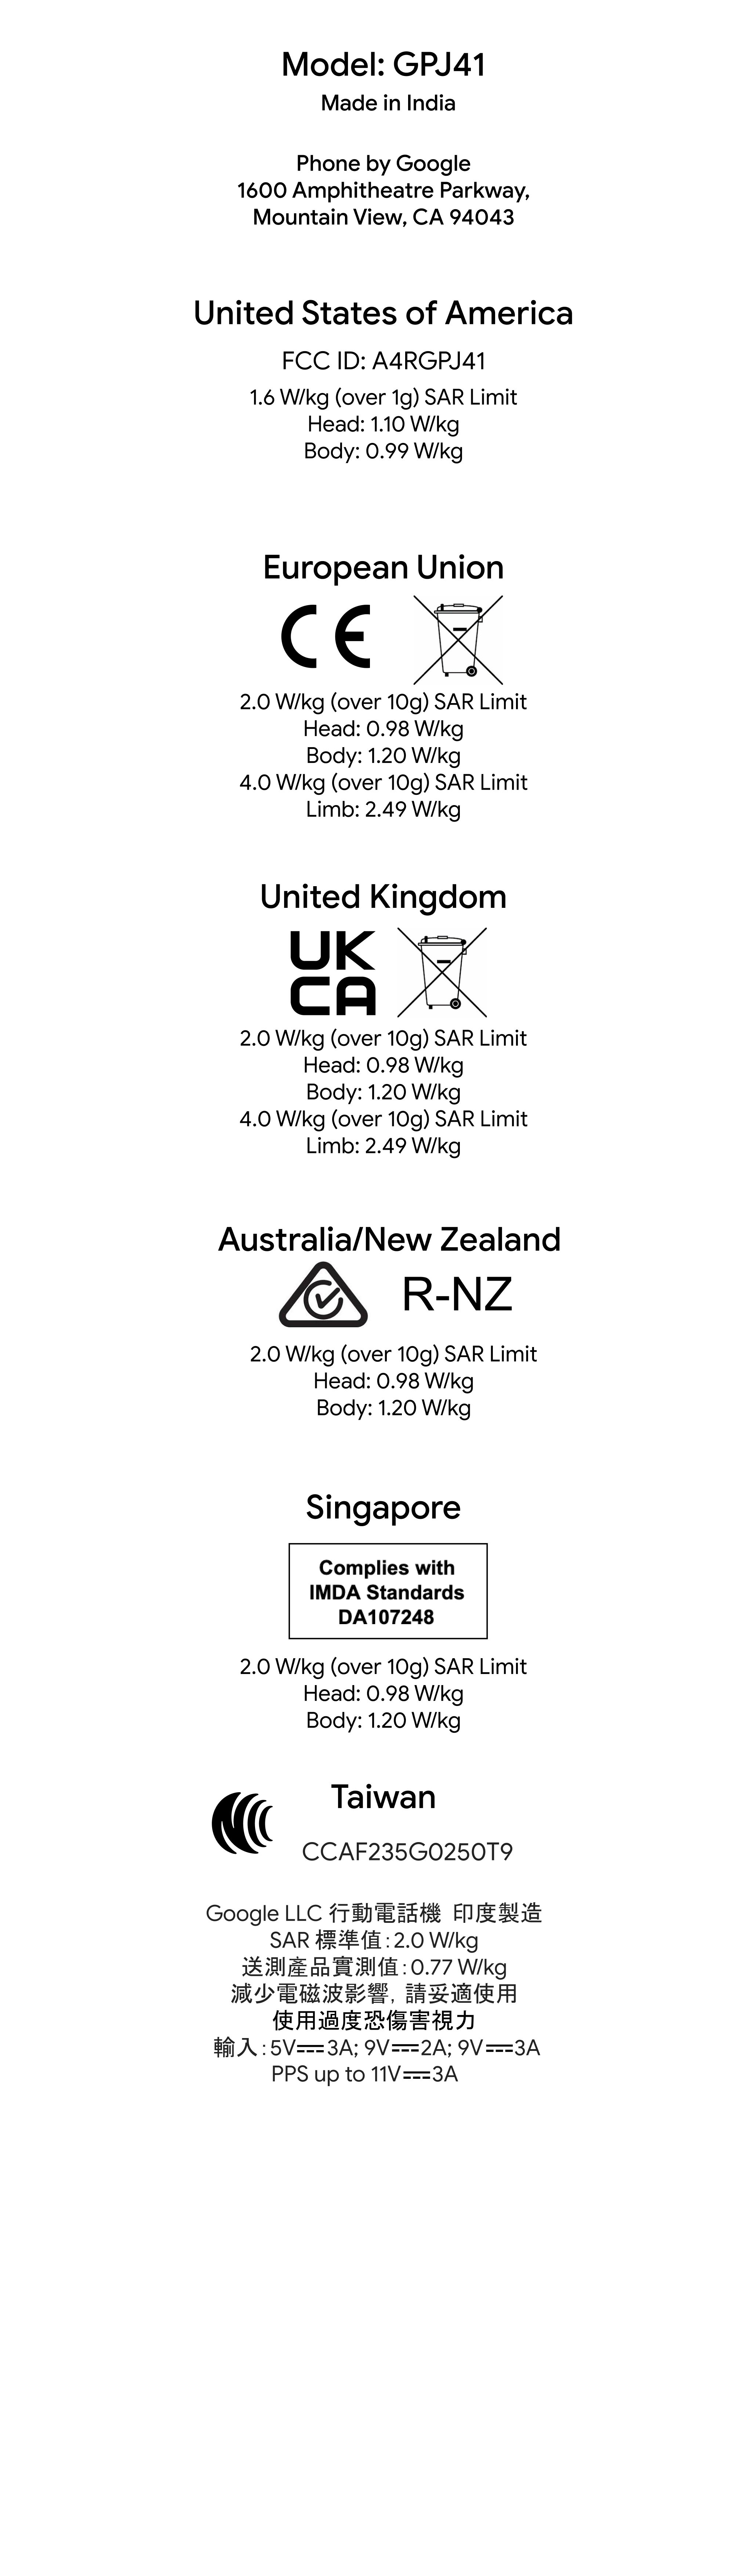 Model: GPJ41
Made in India
Phone by Google
1600 Amphitheatre Parkway,
Mountain View, CA 94043
United States of America
FCC ID: A4RGPJ41
1.6 W/kg (over 1g) SAR Limit
Head: 1.10 W/kg
Body: 0.99 W/kg
European Union
CE
2.0 W/kg (over 10g) SAR Limit
Head: 0.98 W/kg
Body: 1.20 W/kg
4.0 W/kg (over 10g) SAR Limit
Limb: 2.49 W/kg
United Kingdom
UK
CA
2.0 W/kg (over 10g) SAR Limit
Head: 0.98 W/kg
Body: 1.20 W/kg
4.0 W/kg (over 10g) SAR Limit
Limb: 2.49 W/kg
Australia/New Zealand
R-NZ
2.0 W/kg (over 10g) SAR Limit
Head: 0.98 W/kg
Body: 1.20 W/kg
Singapore
Complies with
IMDA Standards
DA107248
2.0 W/kg (over 10g) SAR Limit
Head: 0.98 W/kg
Body: 1.20 W/kg
Taiwan
CCAF235G0250T9
Google LLC 行動電話機 印度製造
SAR 標準值:2.0 W/kg
送測產品實測值:0.77 W/kg
減少電磁波影響，請妥適使用
使用過度恐傷害視力
輸入:5V⎓3A; 9V⎓2A; 9V⎓3A
PPS up to 11V⎓3A